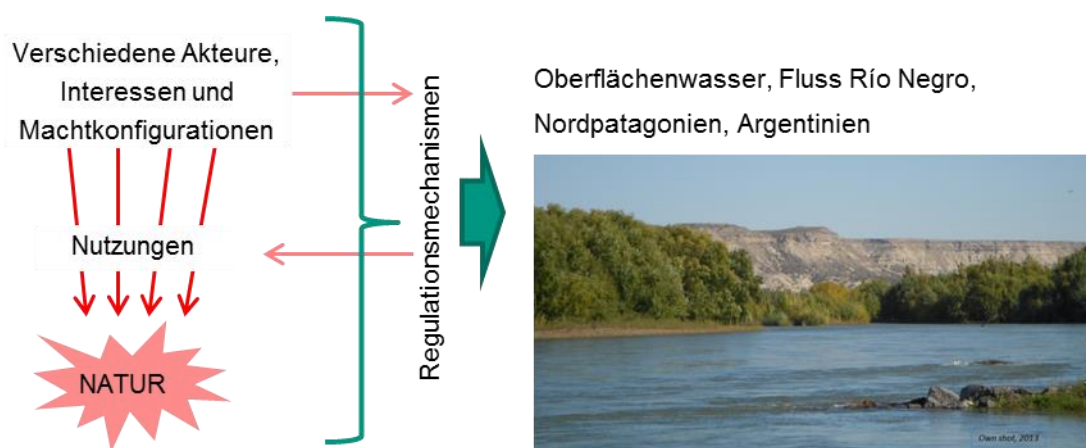 Verschiedene Akteure,
Interessen und
Machtkonfigurationen
Nutzungen
NATUR
Regulationsmechanismen
Oberflächenwasser, Fluss Río Negro,
Nordpatagonien, Argentinien
Own shot, 2013